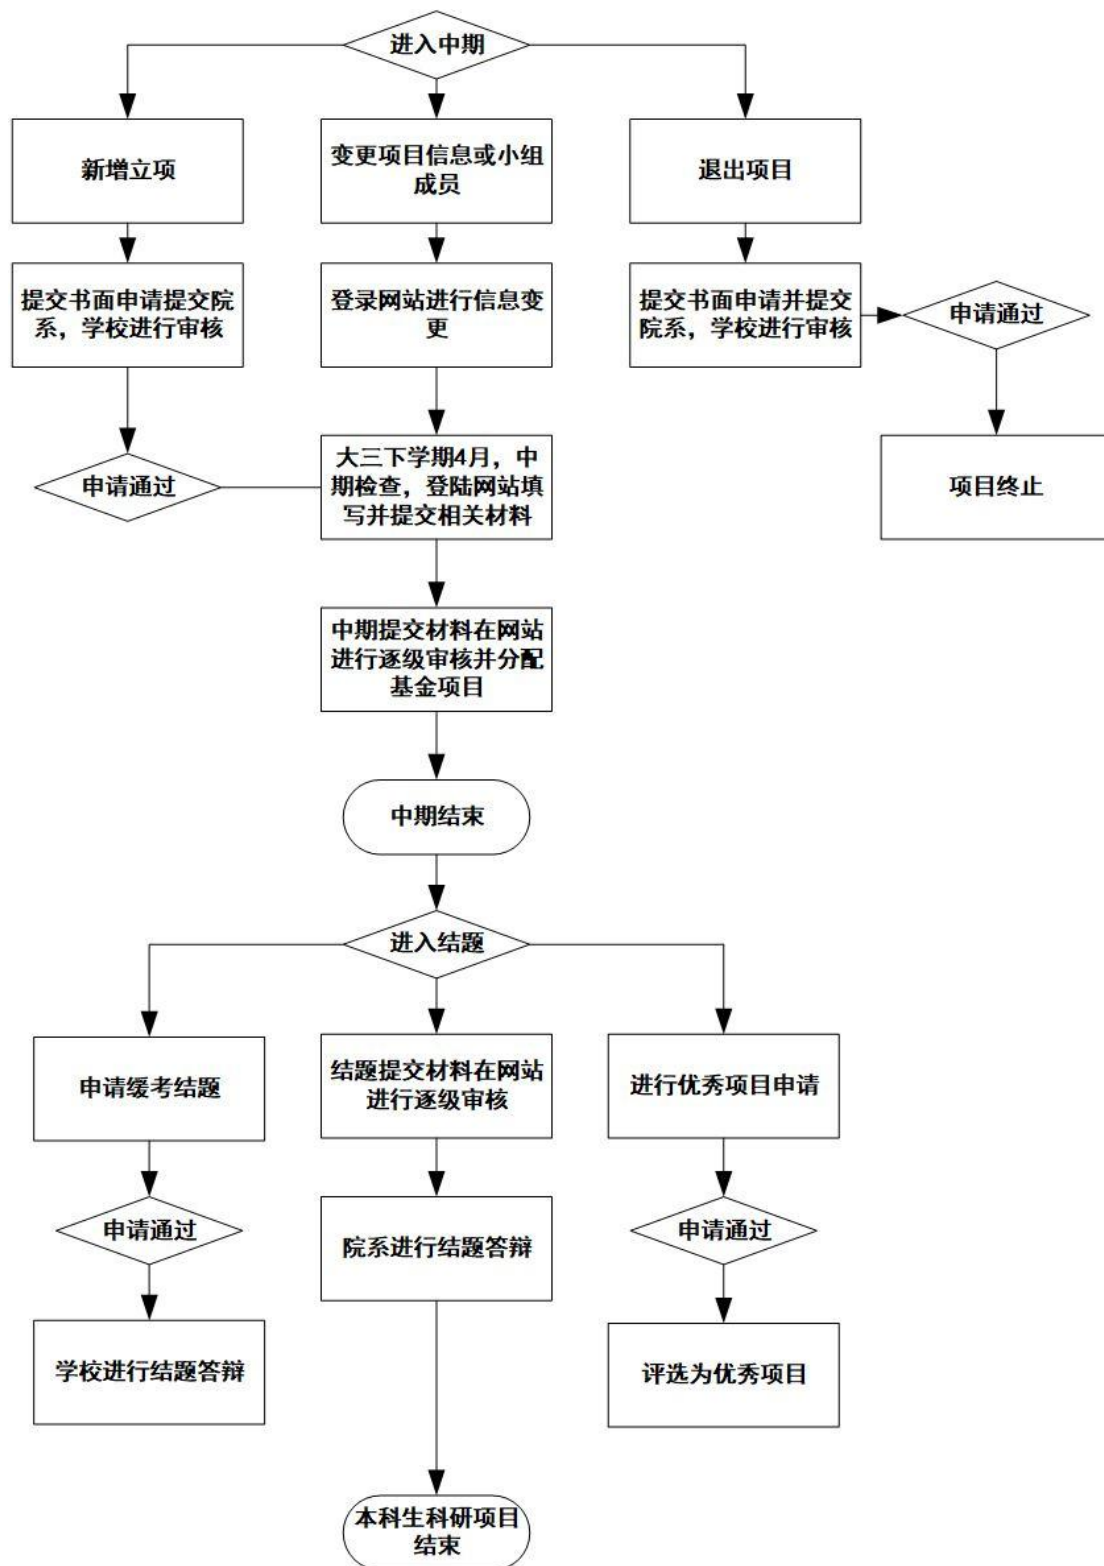 进入中期
新增立项
变更项目信息或小组
成员
退出项目
提交书面申请提交院
系，学校进行审核
登录网站进行信息变
更
提交书面申请并提交
院系，学校进行审核
申请通过
申请通过
大三下学期4月，中
期检查，登陆网站填
写并提交相关材料
项目终止
中期提交材料在网站
进行逐级审核并分配
基金项目
中期结束
进入结题
申请缓考结题
结题提交材料在网站
进行逐级审核
进行优秀项目申请
申请通过
院系进行结题答辩
申请通过
学校进行结题答辩
评选为优秀项目
本科生科研项目
结束